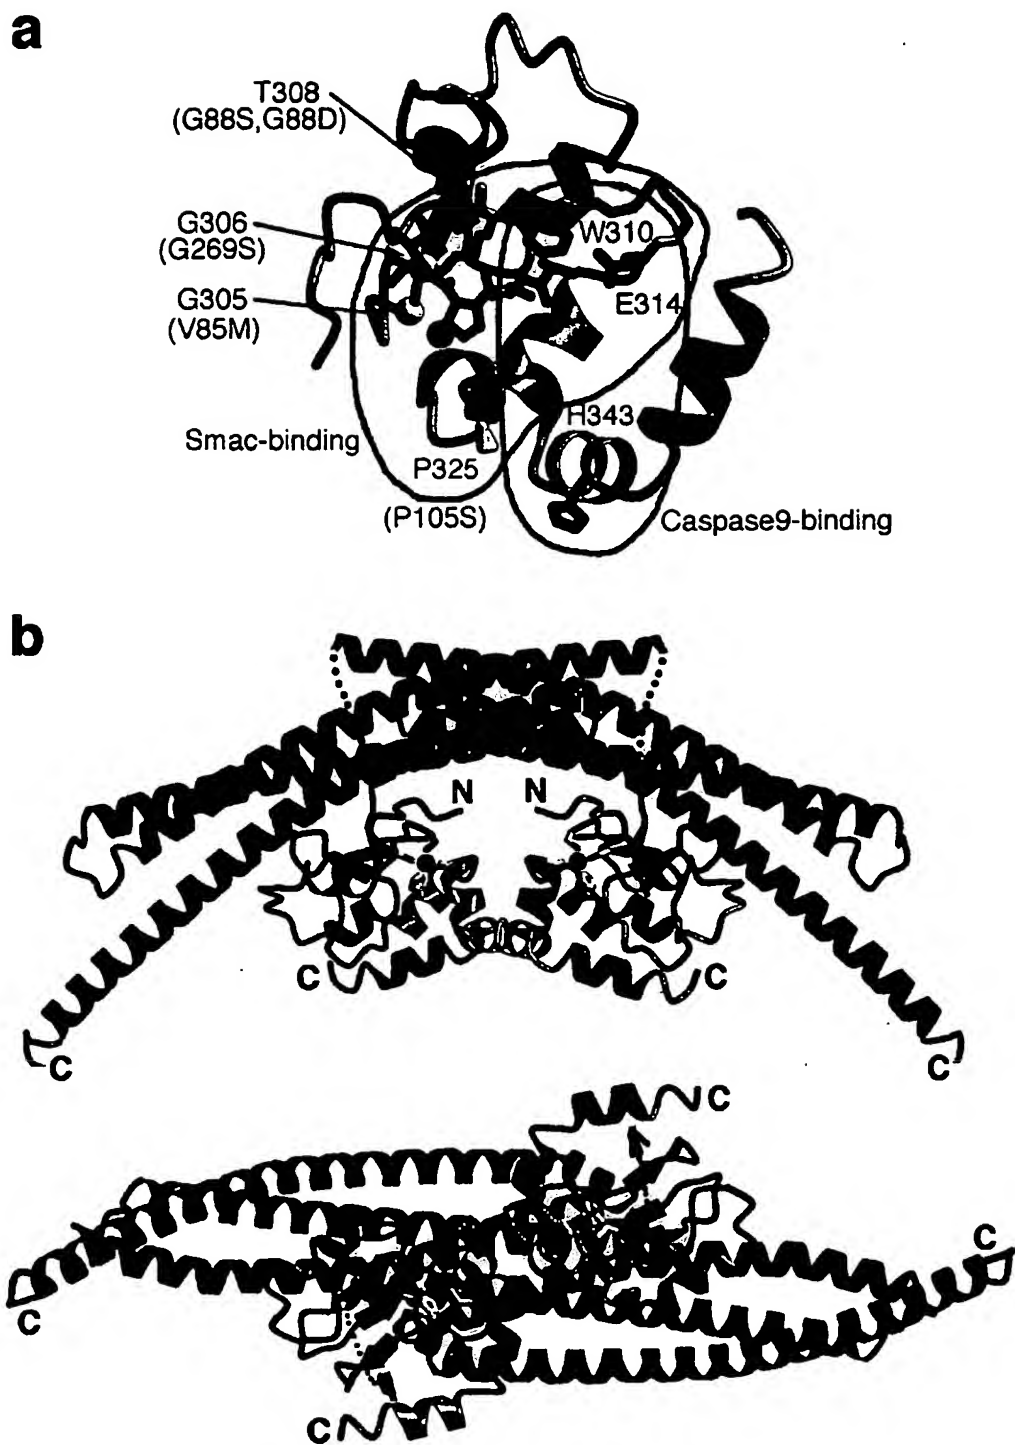 a
T308
(G88S,G88D)
G306
(G269S)
W310
G305
(V85M)
E314
H343
Smac-binding
P325
(P105S)
Caspase9-binding
b
N N
C C
C C
C
C
C
C